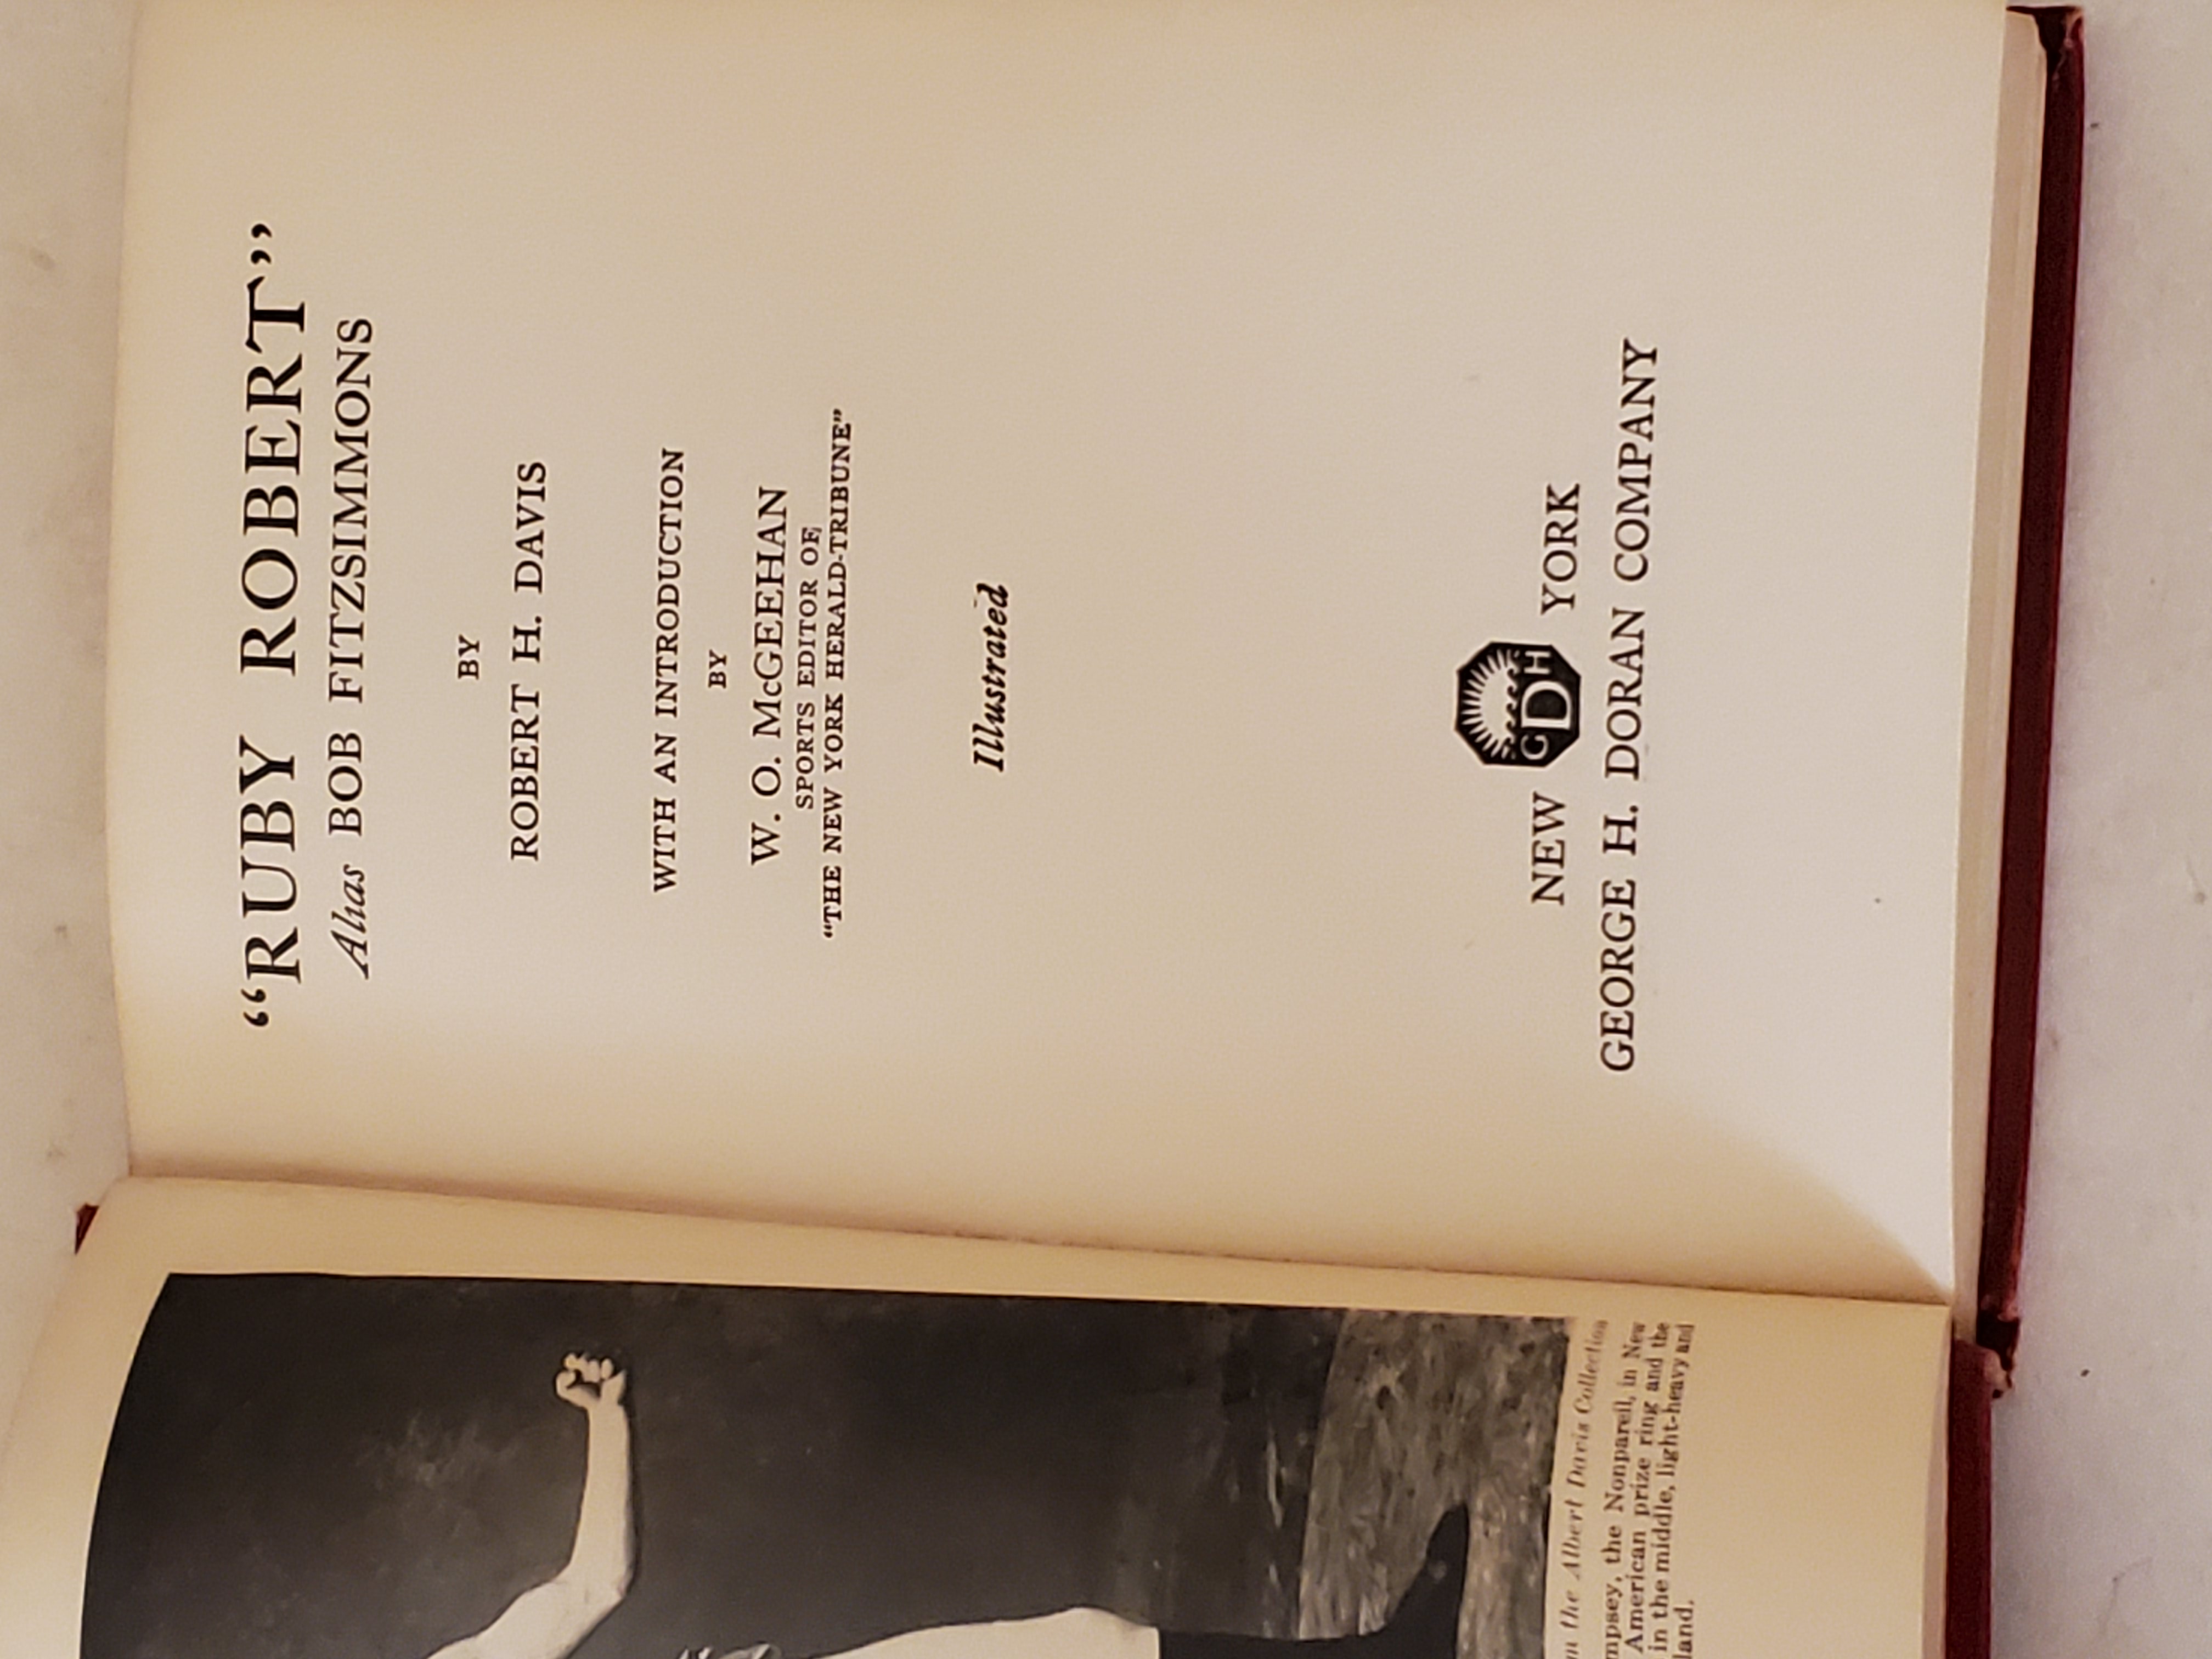 “RUBY ROBERT”
Alias BOB FITZSIMMONS
BY
ROBERT H. DAVIS
WITH AN INTRODUCTION
BY
W. O. McGEEHAN
SPORTS EDITOR OF
“THE NEW YORK HERALD-TRIBUNE”
Illustrated
NEW GDH YORK
GEORGE H. DORAN COMPANY
the Albert Davis Collection
the Nonpareil, in New
American prize ring and the
in the middle, light-heavy and
land.